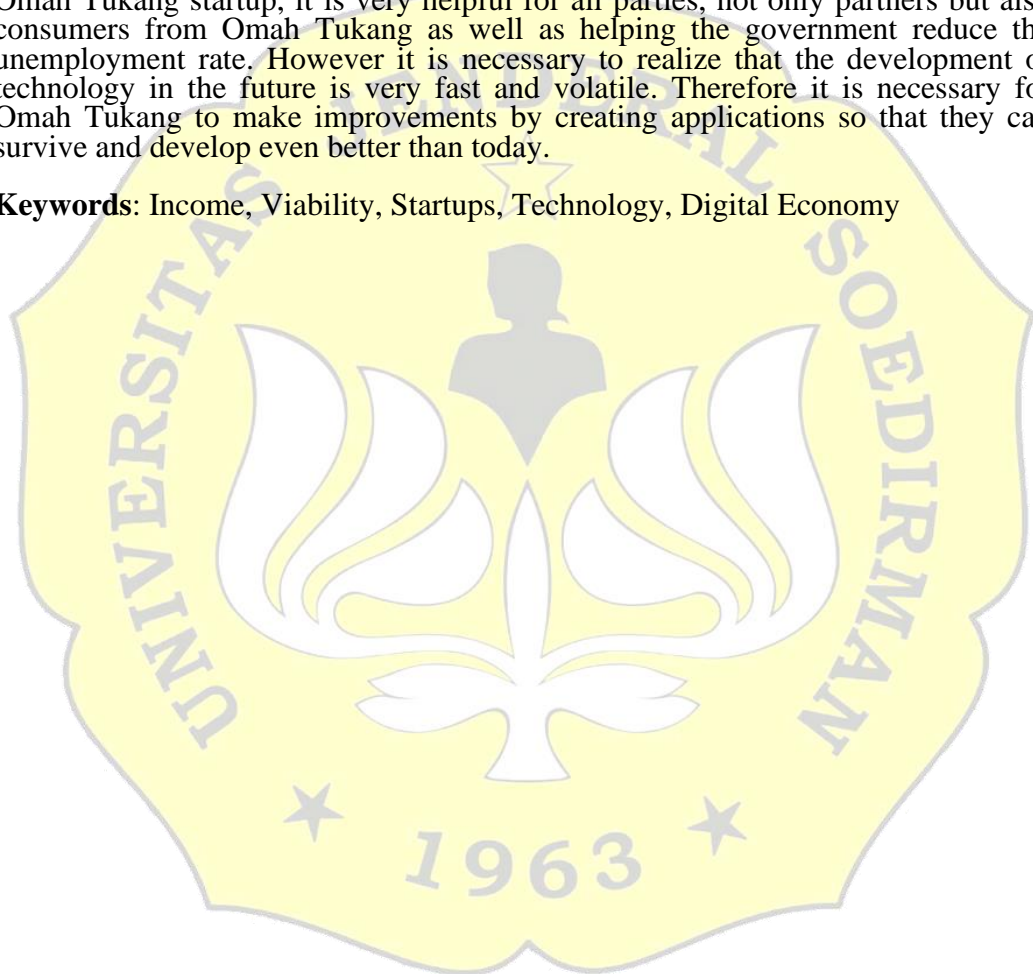 Omah Tukang startup, it is very helpful for all parties, not only partners but
consumers from Omah Tukang as well as helping the government reduce
unemployment rate. However it is necessary to realize that the development
technology in the future is very fast and volatile. Therefore it is necessary
Omah Tukang to make improvements by creating applications so that they
survive and develop even better than today.
Keywords: Income, Viability, Startups, Technology, Digital Economy
UNIVERSITAS JENDERAL SOEDIRMAN
1963